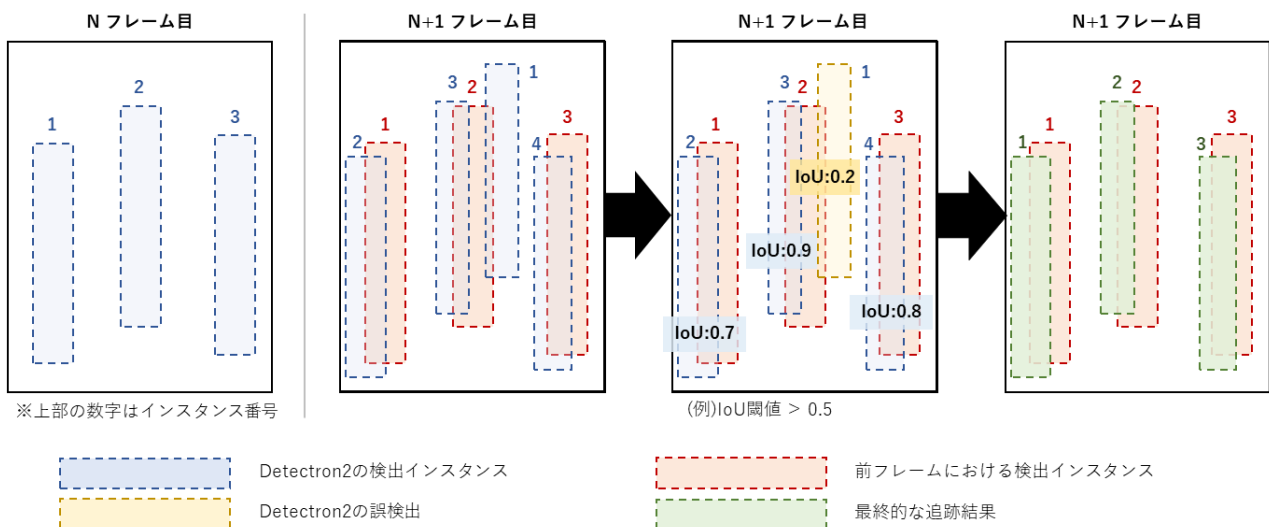 N フレーム目
N+1 フレーム目
N+1 フレーム目
N+1 フレーム目
1
2
3
2
1
3
2
1
4
3
2
1
3
2
1
4
3
IoU:0.2
IoU:0.9
IoU:0.7
IoU:0.8
1
1
2
2
3
3
※上部の数字はインスタンス番号
(例)IoU閾値 > 0.5
Detectron2の検出インスタンス
前フレームにおける検出インスタンス
Detectron2の誤検出
最終的な追跡結果